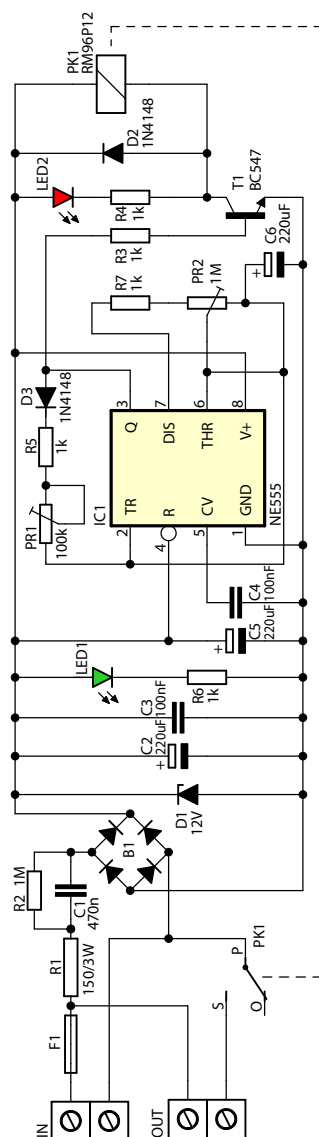 IN
OUT
F1
R1
150/3W
R2 1M
C1
470n
B1
S
O
P
PK1
D1
12V
C2
220uF
+
C3
100nF
LED1
R6
1k
C5
220uF
+
C4
100nF
PR1
100k
R5
1k
D3
1N4148
IC1
NE555
2
TR
4
R
5
CV
1
GND
Q
3
DIS
7
THR
6
V+
8
R7
1k
PR2
1M
R3
1k
R4
1k
LED2
D2
1N4148
PK1
RM96P12
T1
BC547
C6
220uF
+